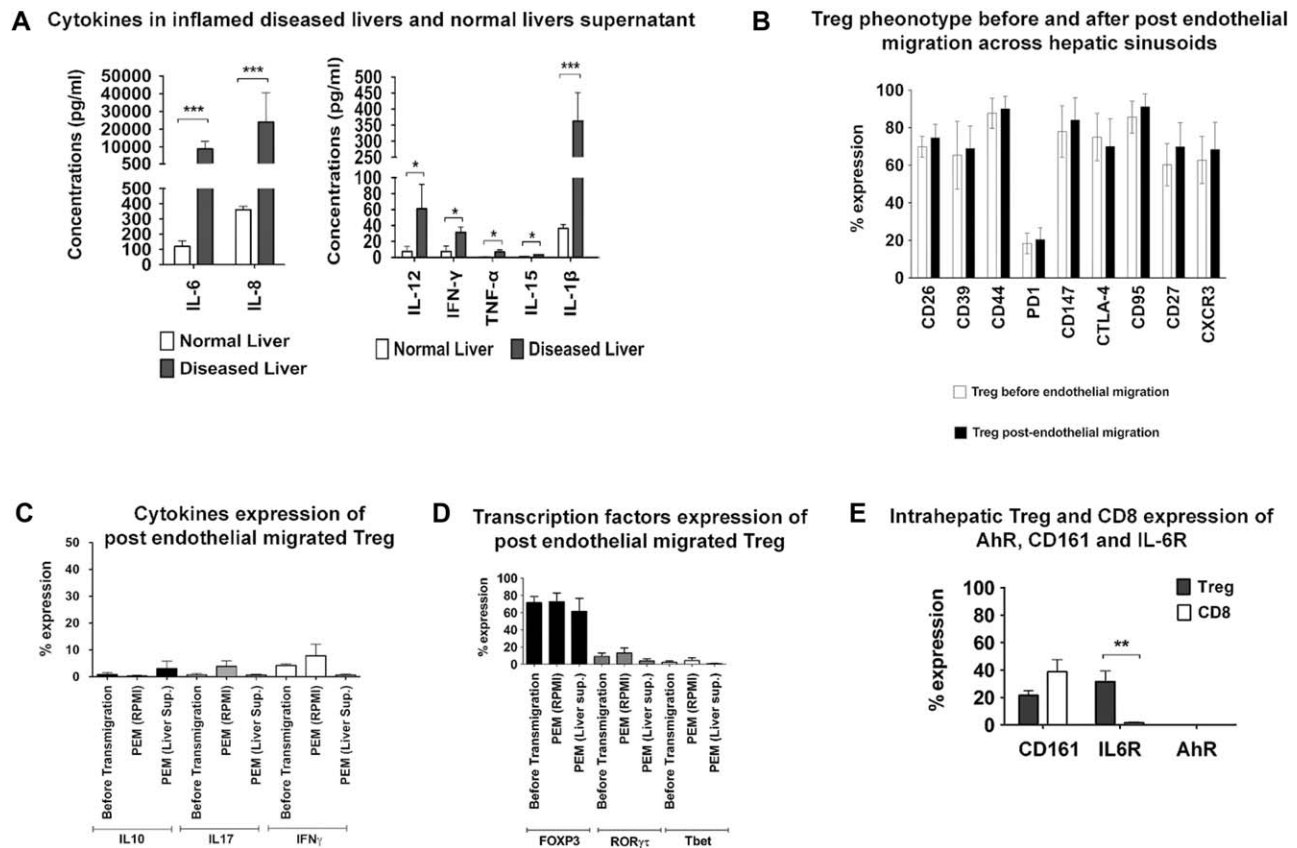 A Cytokines in inflamed diseased livers and normal livers supernatant
Concentrations (pg/ml)
50000
40000
30000
20000
10000
500
500
400
300
200
100
0
***
***
IL-6
IL-8
Normal Liver
Diseased Liver
Concentrations (pg/ml)
500
450
400
350
300
250
200
150
100
80
60
40
20
0
*
*
*
*
***
IL-12
IFN-γ
TNF-α
IL-15
IL-1β
Normal Liver Diseased Liver
B Treg pheonotype before and after post endothelial
migration across hepatic sinusoids
% expression
100
80
60
40
20
0
CD26
CD39
CD44
PD1
CD147
CTLA-4
CD95
CD27
CXCR3
Treg before endothelial migration
Treg post-endothelial migration
C Cytokines expression of
post endothelial migrated Treg
% expression
50
40
30
20
10
0
Before Transmigration
PEM (RPMI)
PEM (Liver Sup.)
Before Transmigration
PEM (RPMI)
PEM (Liver Sup.)
Before Transmigration
PEM (RPMI)
PEM (Liver Sup.)
IL10 IL17 IFNγ
D Transcription factors expression of
post endothelial migrated Treg
% expression
100
80
60
40
20
0
Before Transmigration
PEM (RPMI)
PEM (Liver Sup.)
Before Transmigration
PEM (RPMI)
PEM (Liver Sup.)
Before Transmigration
PEM (RPMI)
PEM (Liver Sup.)
FOXP3 RORγτ Tbet
E Intrahepatic Treg and CD8 expression of
AhR, CD161 and IL-6R
% expression
100
80
60
40
20
0
Treg
CD8
**
CD161 IL6R AhR